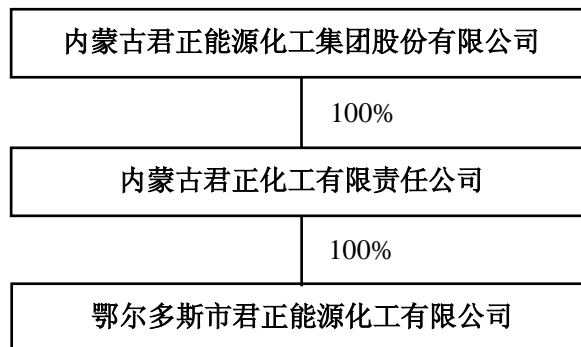 内蒙古君正能源化工集团股份有限公司
100%
内蒙古君正化工有限责任公司
100%
鄂尔多斯市君正能源化工有限公司